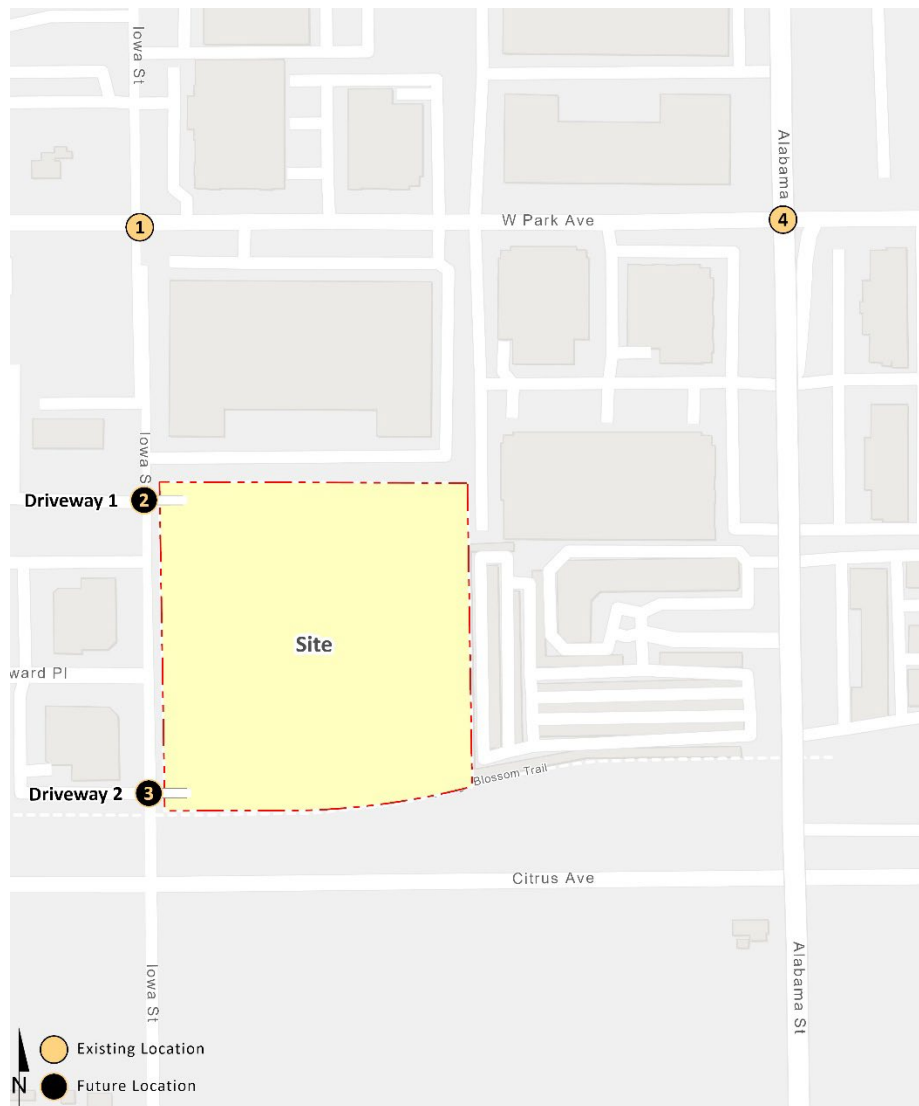 Iowa St
1
W Park Ave
Alabama
4
Iowa S
Driveway 1
2
Site
ward Pl
Driveway 2
3
Blossom Trail
Citrus Ave
Iowa St
Alabama St
N
Existing Location
Future Location